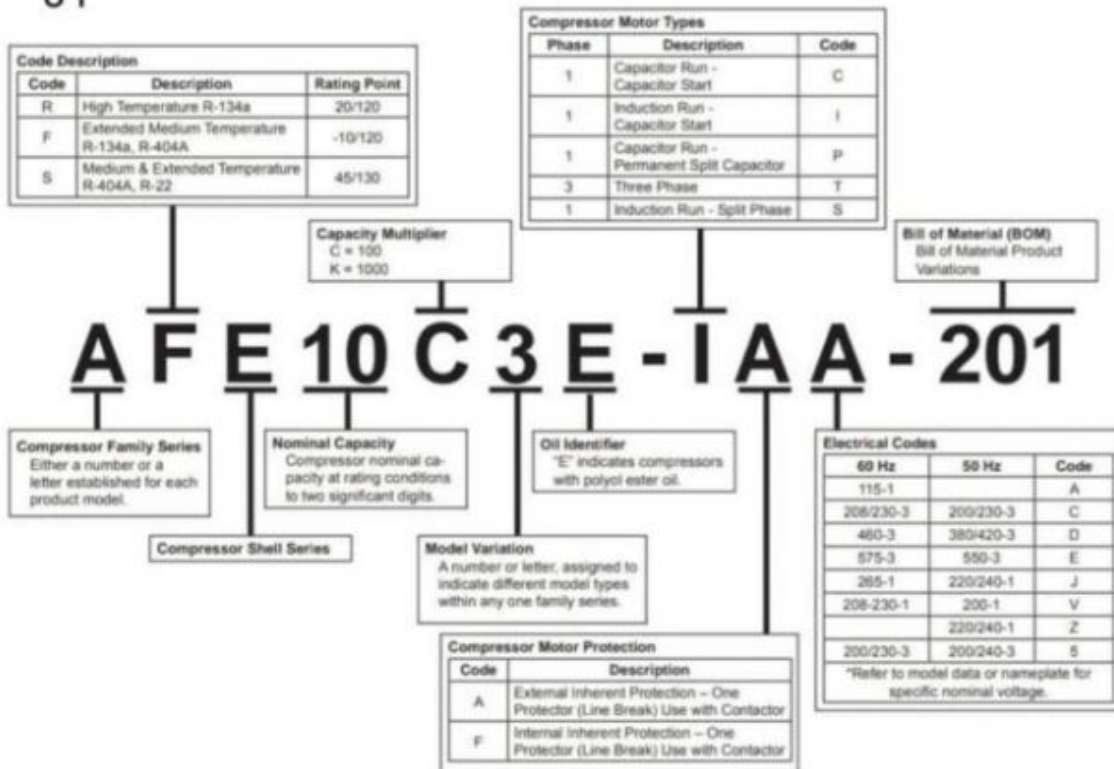 Code Description
Code Description Rating Point
R High Temperature R-134a 20/120
F Extended Medium Temperature
R-134a, R-404A -10/120
S Medium & Extended Temperature
R-404A, R-22 45/130
Compressor Motor Types
Phase Description Code
1 Capacitor Run -
Capacitor Start C
1 Induction Run -
Capacitor Start I
1 Capacitor Run -
Permanent Split Capacitor P
3 Three Phase T
1 Induction Run - Split Phase S
Capacity Multiplier
C = 100
K = 1000
Bill of Material (BOM)
Bill of Material Product
Variations
A F E 10 C 3 E - I A A - 201
Compressor Family Series
Either a number or a
letter established for each
product model.
Nominal Capacity
Compressor nominal ca-
pacity at rating conditions
to two significant digits.
Oil Identifier
"E" indicates compressors
with polyol ester oil.
Compressor Shell Series
Model Variation
A number or letter, assigned to
indicate different model types
within any one family series.
Electrical Codes
60 Hz 50 Hz Code
115-1 A
208/230-3 200/230-3 C
460-3 380/420-3 D
575-3 550-3 E
265-1 220/240-1 J
208-230-1 200-1 V
220/240-1 Z
200/230-3 200/240-3 5
*Refer to model data or nameplate for
specific nominal voltage.
Compressor Motor Protection
Code Description
A External Inherent Protection – One
Protector (Line Break) Use with Contactor
F Internal Inherent Protection – One
Protector (Line Break) Use with Contactor